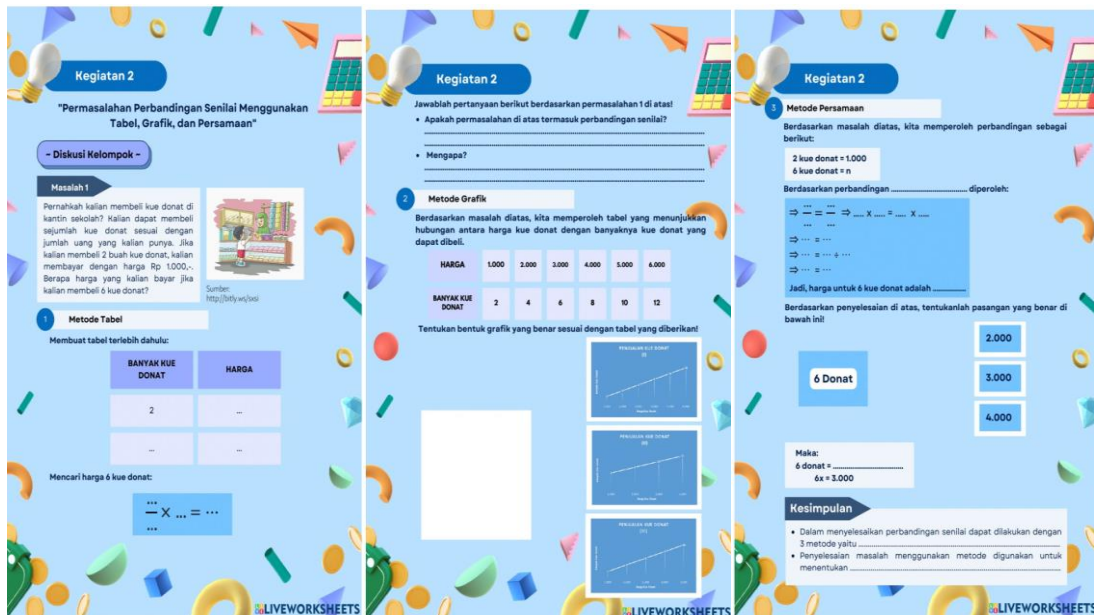 Kegiatan 2
"Permasalahan Perbandingan Senilai Menggunakan
Tabel, Grafik, dan Persamaan"
- Diskusi Kelompok -
Masalah 1
Pernahkah kalian membeli kue donat di
kantin sekolah? Kalian dapat membeli
sejumlah kue donat sesuai dengan
jumlah uang yang kalian punya. Jika
kalian membeli 2 buah kue donat, kalian
membayar dengan harga Rp 1.000,-.
Berapa harga yang kalian bayar jika
kalian membeli 6 kue donat?
Sumber:
1 Metode Tabel
Membuat tabel terlebih dahulu:
BANYAK KUE DONAT HARGA
2 ...
... ...
Mencari harga 6 kue donat:
.../... x ... = ...
Kegiatan 2
Jawablah pertanyaan berikut berdasarkan permasalahan 1 di atas!
• Apakah permasalahan di atas termasuk perbandingan senilai?
• Mengapa?
2 Metode Grafik
Berdasarkan masalah diatas, kita memperoleh tabel yang menunjukkan
hubungan antara harga kue donat dengan banyaknya kue donat yang
dapat dibeli.
HARGA 1.000 2.000 3.000 4.000 5.000 6.000
BANYAK KUE DONAT 2 4 6 8 10 12
Tentukan bentuk grafik yang benar sesuai dengan tabel yang diberikan!
PENJUALAN KUE DONAT
PENJUALAN KUE DONAT
PENJUALAN KUE DONAT
LIVEWORKSHEETS
Kegiatan 2
3 Metode Persamaan
Berdasarkan masalah diatas, kita memperoleh perbandingan sebagai
berikut:
2 kue donat = 1.000
6 kue donat = n
Berdasarkan perbandingan .......... diperoleh:
⇒ .../... = .../... ⇒ ..... x ..... = ..... x .....
⇒ ... = ...
⇒ ... = ... ÷ ...
⇒ ... = ...
Jadi, harga untuk 6 kue donat adalah ..........
Berdasarkan penyelesaian di atas, tentukanlah pasangan yang benar di
bawah ini!
6 Donat
2.000
3.000
4.000
Maka:
6 donat = ..........
6x = 3.000
Kesimpulan
• Dalam menyelesaikan perbandingan senilai dapat dilakukan dengan
3 metode yaitu ..........
• Penyelesaian masalah menggunakan metode digunakan untuk
menentukan ..........
LIVEWORKSHEETS